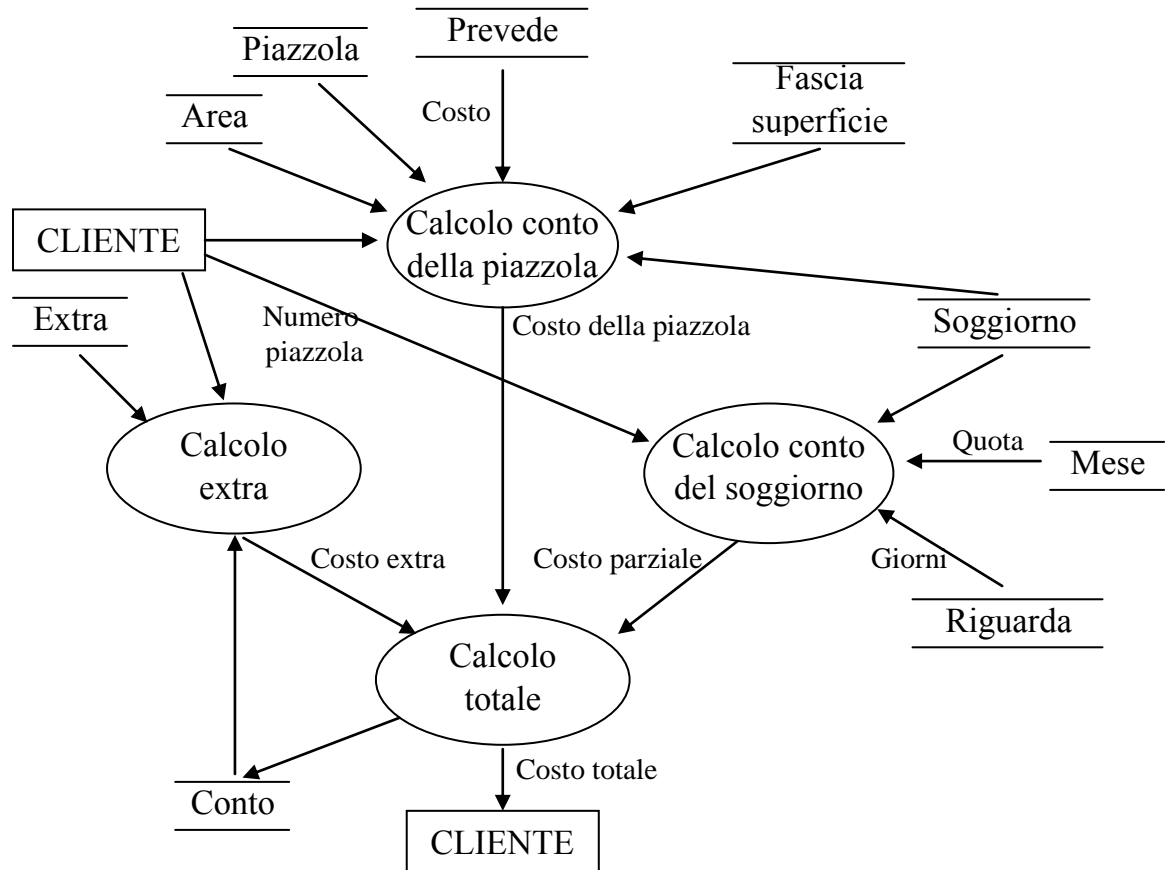 Prevede
Piazzola
Fascia
superficie
Area
Costo
Calcolo conto
della piazzola
CLIENTE
Extra
Numero
piazzola
Costo della piazzola
Soggiorno
Calcolo
extra
Calcolo conto
del soggiorno
Quota
Mese
Costo extra
Costo parziale
Giorni
Riguarda
Calcolo
totale
Costo totale
Conto
CLIENTE